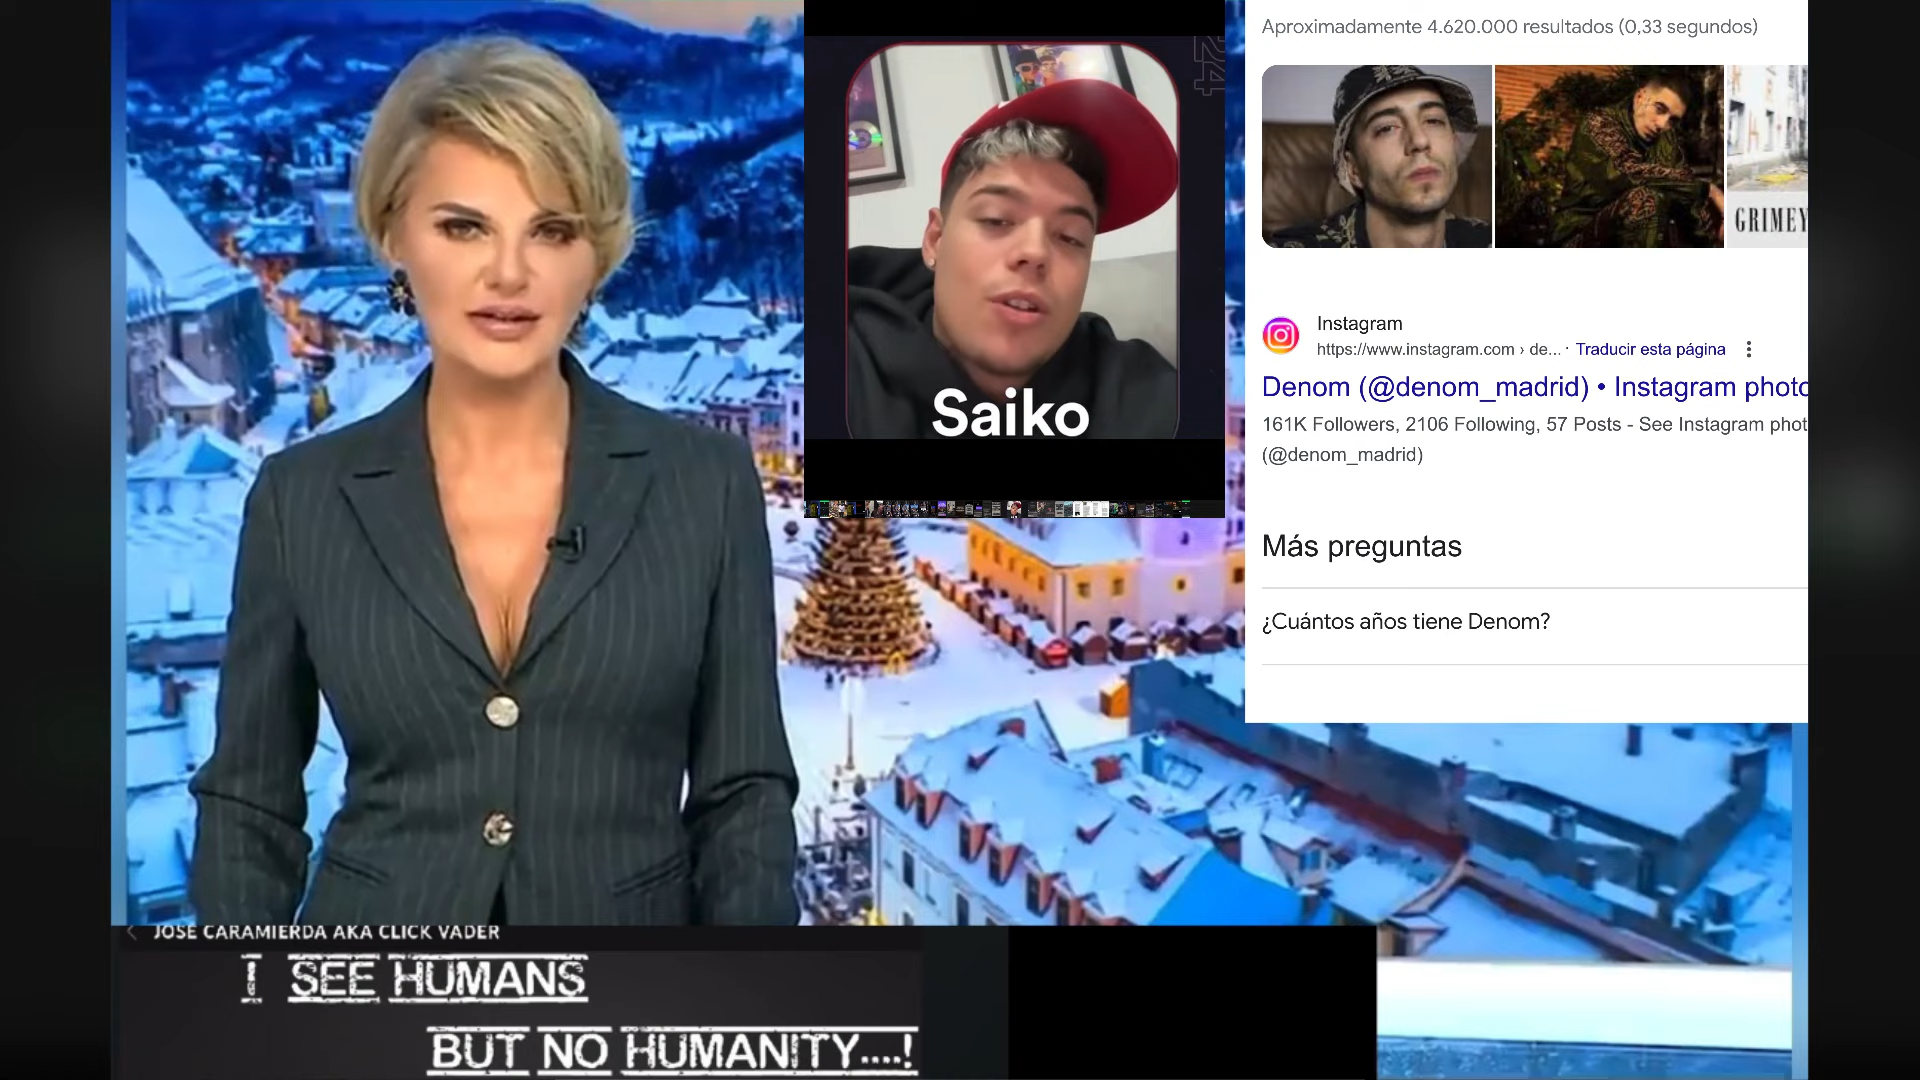 24
Saiko
Aproximadamente 4.620.000 resultados (0,33 segundos)
GRIMEY
Instagram
https://www.instagram.com › de... · Traducir esta página
Denom (@denom_madrid) • Instagram photo
161K Followers, 2106 Following, 57 Posts - See Instagram phot
(@denom_madrid)
Más preguntas
¿Cuántos años tiene Denom?
JOSE CARAMIERDA AKA CLICK VADER
I SEE HUMANS
BUT NO HUMANITY....!